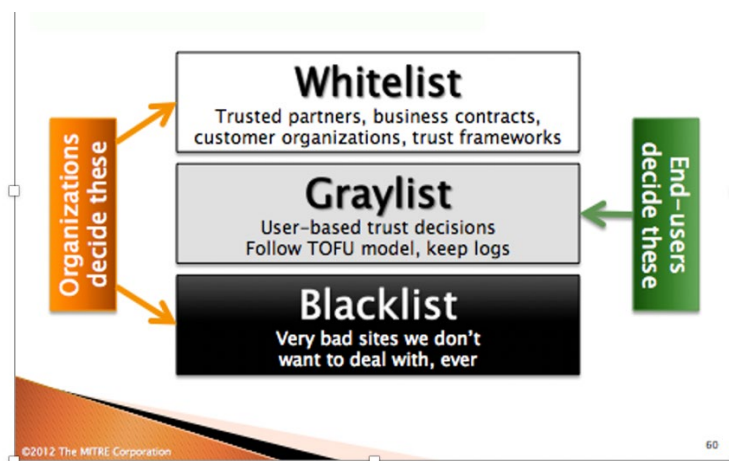 Whitelist
Trusted partners, business contracts,
customer organizations, trust frameworks
Organizations
decide these
Graylist
User-based trust decisions
Follow TOFU model, keep logs
End-users
decide these
Blacklist
Very bad sites we don't
want to deal with, ever
©2012 The MITRE Corporation
60